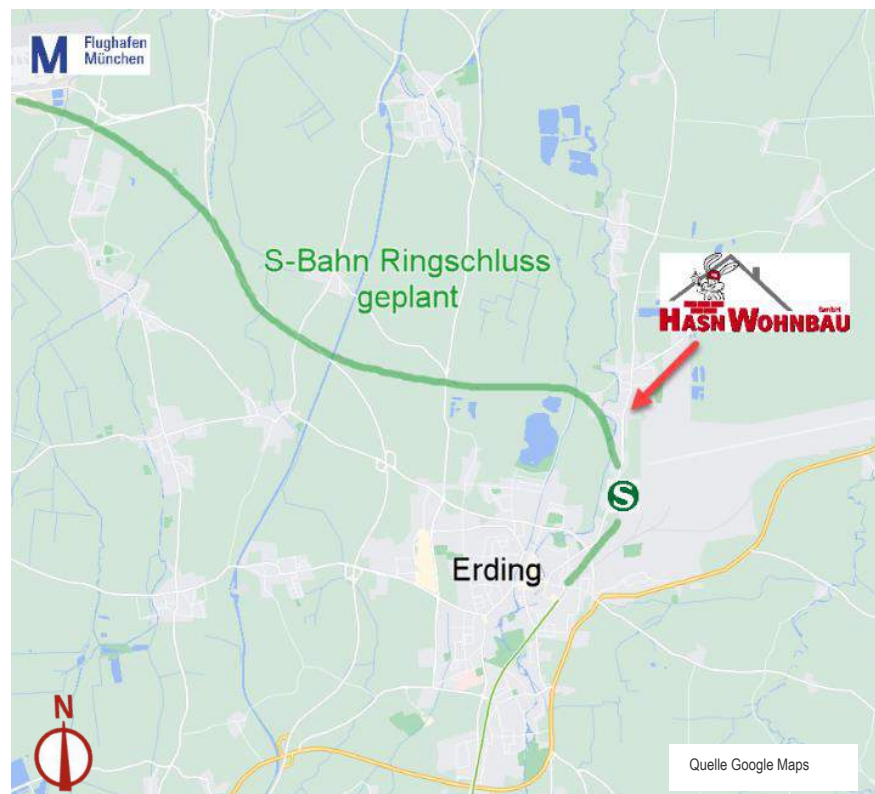 M Flughafen
München
S-Bahn Ringschluss
geplant
GmbH
HASN WOHNBAU
S
Erding
N
Quelle Google Maps